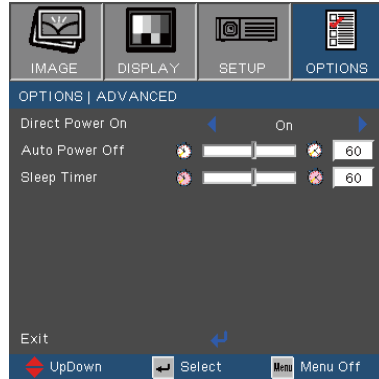 IMAGE DISPLAY SETUP OPTIONS
OPTIONS | ADVANCED
Direct Power On On
Auto Power Off 60
Sleep Timer 60
Exit
UpDown Select Menu Menu Off